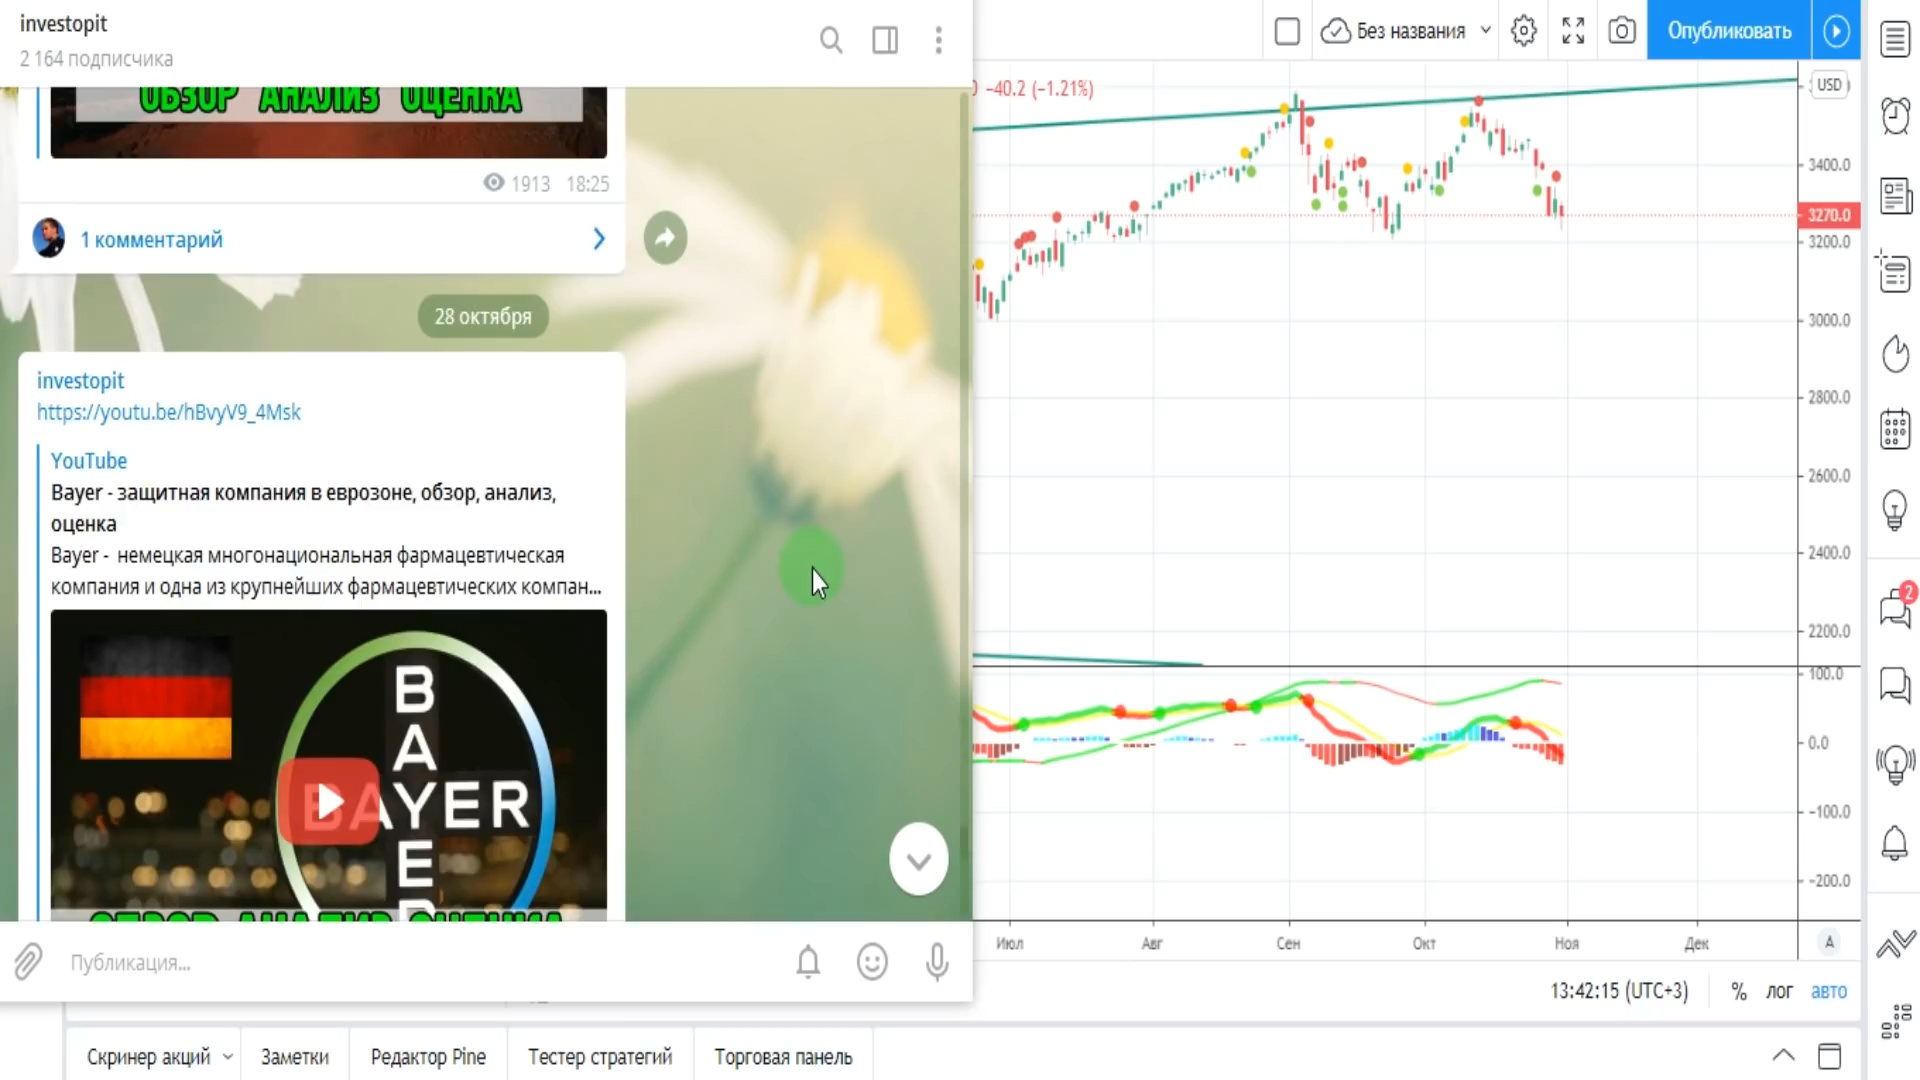 investopit
2 164 подписчика
ОБЗОР АНАЛИЗ ОЦЕНКА
1913 18:25
1 комментарий
28 октября
investopit
https://youtu.be/hBvyV9_4Msk
YouTube
Bayer - защитная компания в еврозоне, обзор, анализ,
оценка
Bayer - немецкая многонациональная фармацевтическая
компания и одна из крупнейших фармацевтических компан...
BAYER
BAYER
ОБЗОР АНАЛИЗ ОЦЕНКА
Публикация...
Без названия
Опубликовать
−40.2 (−1.21%)
USD
3400.0
3270.0
3200.0
3000.0
2800.0
2600.0
2400.0
2200.0
100.0
0.0
−100.0
−200.0
Июл Авг Сен Окт Ноя Дек A
13:42:15 (UTC+3) % лог авто
2
Скринер акций Заметки Редактор Pine Тестер стратегий Торговая панель